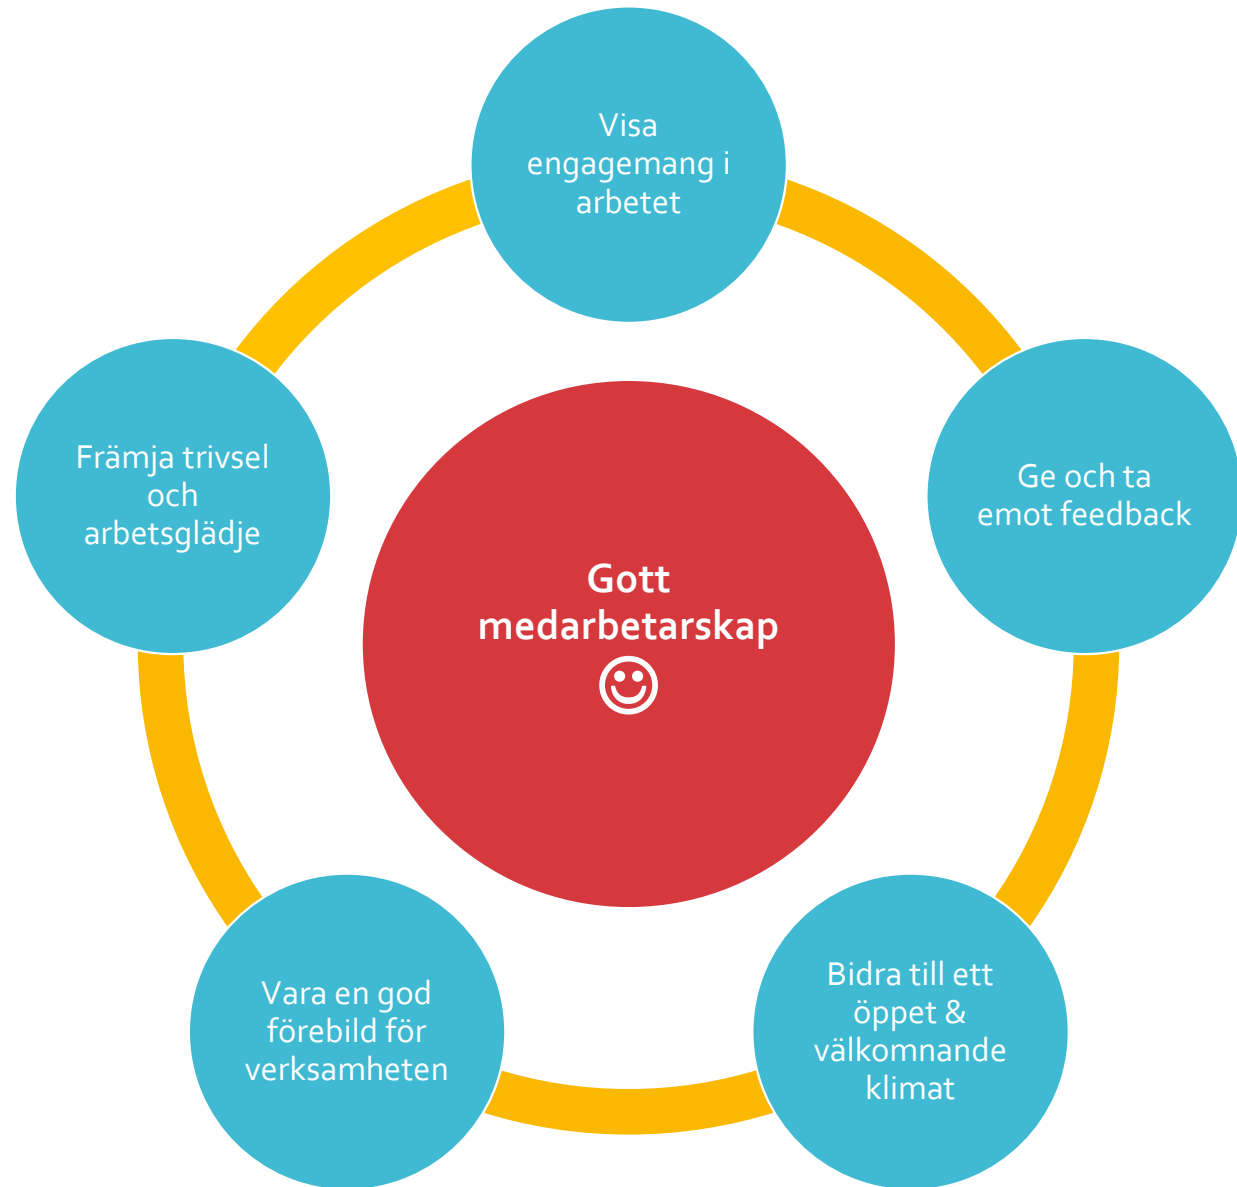 Visa
engagemang i
arbetet
Ge och ta
emot feedback
Bidra till ett
öppet &
välkomnande
klimat
Vara en god
förebild för
verksamheten
Främja trivsel
och
arbetsglädje
Gott
medarbetarskap